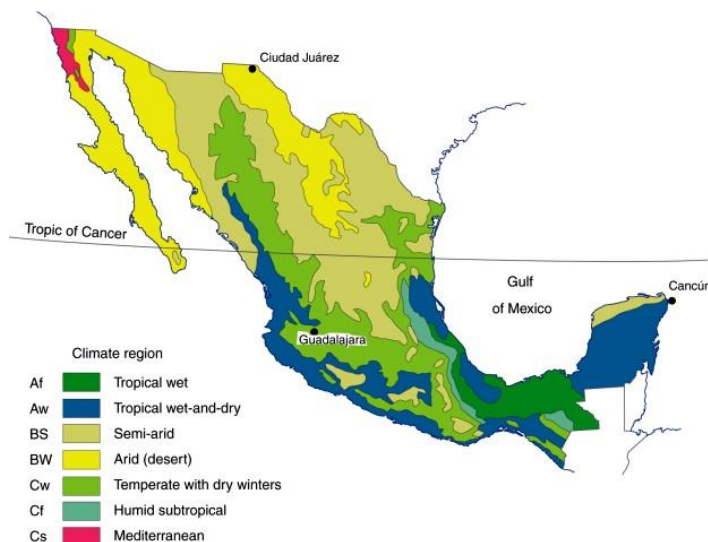 Ciudad Juárez
Tropic of Cancer
Gulf
of Mexico
Cancún
Guadalajara
Climate region
Af Tropical wet
Aw Tropical wet-and-dry
BS Semi-arid
BW Arid (desert)
Cw Temperate with dry winters
Cf Humid subtropical
Cs Mediterranean